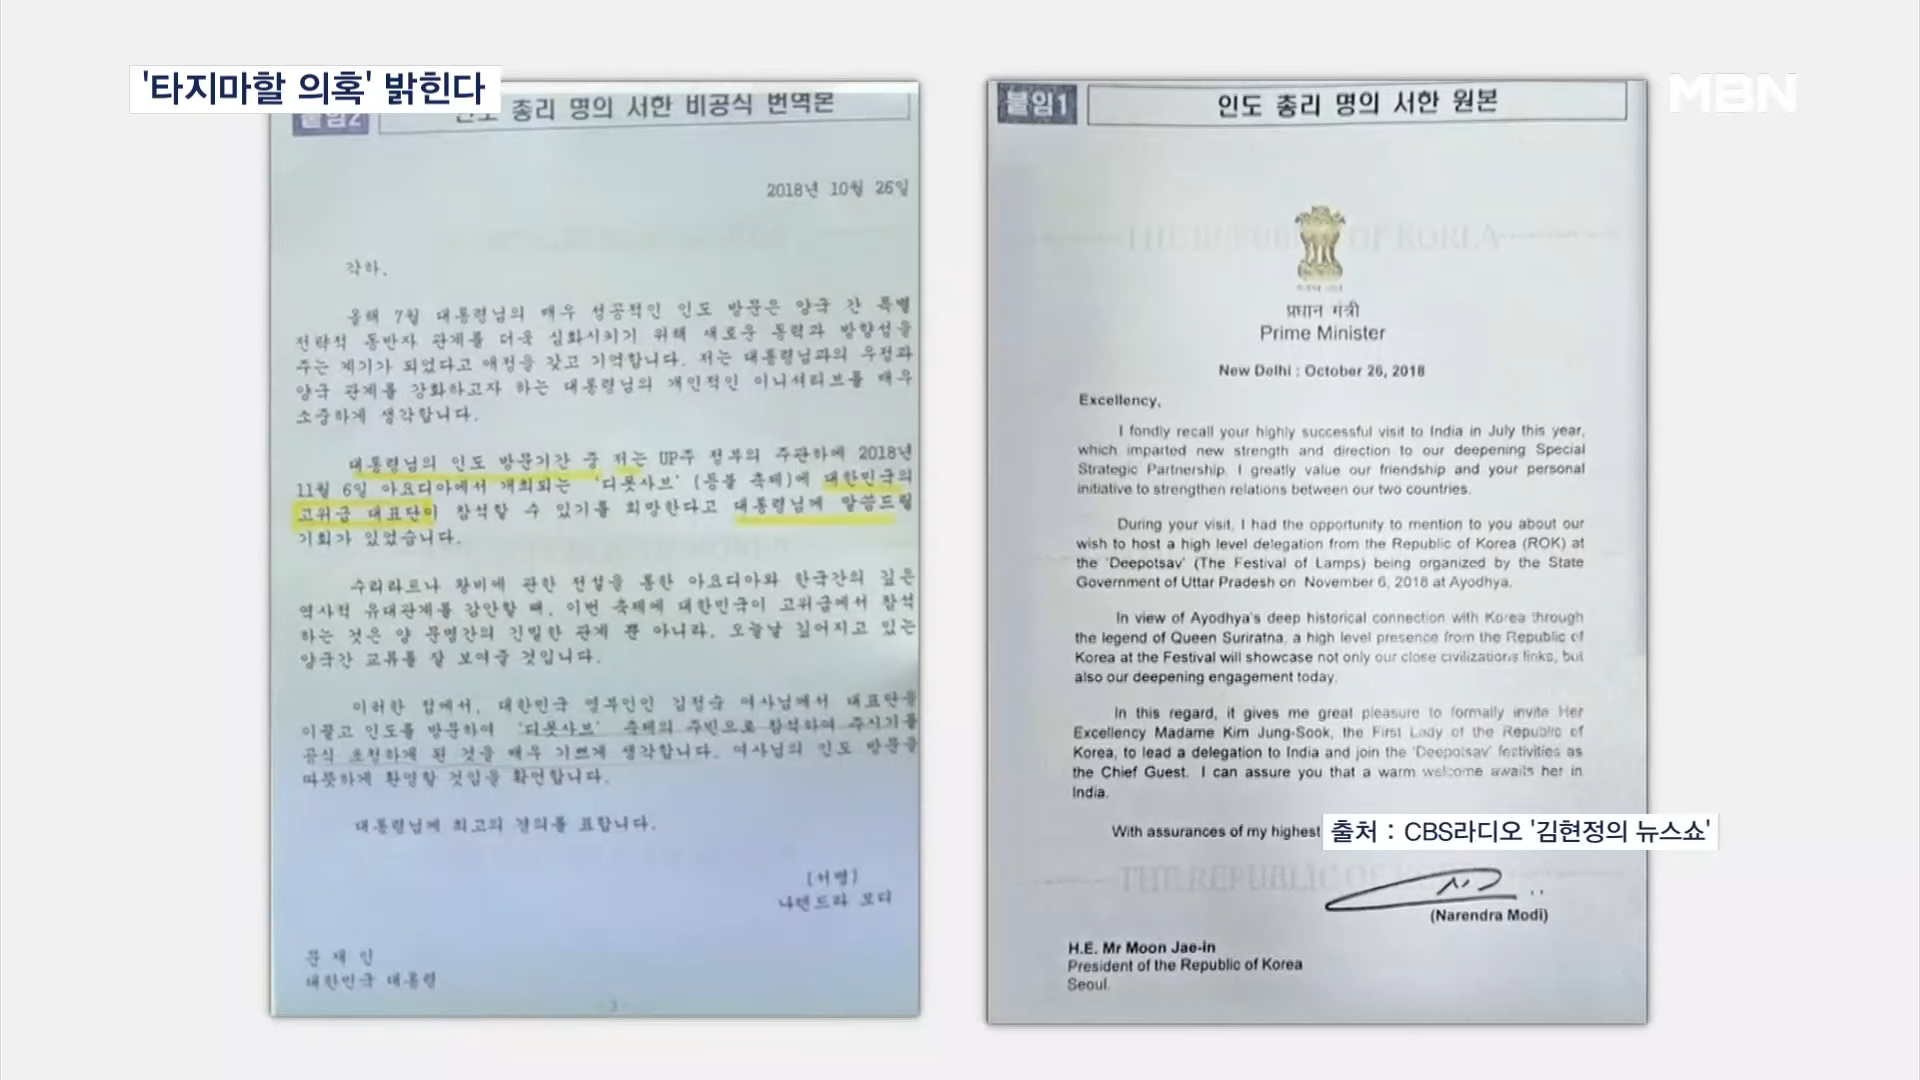 '타지마할 의혹' 밝힌다
MBN
붙임2
인도 총리 명의 서한 비공식 번역본
2018년 10월 26일
각하,
올해 7월 대통령님의 매우 성공적인 인도 방문은 양국 간 특별
전략적 동반자 관계를 더욱 심화시키기 위해 새로운 동력과 방향성을
주는 계기가 되었다고 애정을 갖고 기억합니다. 저는 대통령님과의 우정과
양국 관계를 강화하고자 하는 대통령님의 개인적인 이니셔티브를 매우
소중하게 생각합니다.
대통령님의 인도 방문기간 중 저는 UP주 정부의 주관하에 2018년
11월 6일 아요디아에서 개최되는 '디폿사브' (등불 축제)에 대한민국의
고위급 대표단이 참석할 수 있기를 희망한다고 대통령님께 말씀드릴
기회가 있었습니다.
수리라트나 왕비에 관한 전설을 통한 아요디아와 한국간의 깊은
역사적 유대관계를 감안할 때, 이번 축제에 대한민국이 고위급에서 참석
하는 것은 양 문명간의 긴밀한 관계 뿐 아니라, 오늘날 깊어지고 있는
양국간 교류를 잘 보여줄 것입니다.
이러한 점에서, 대한민국 영부인인 김정숙 여사님께서 대표단을
이끌고 인도를 방문하여 '디폿사브' 축제의 주빈으로 참석하여 주시기를
공식 초청하게 된 것을 매우 기쁘게 생각합니다. 여사님의 인도 방문을
따뜻하게 환영할 것임을 확언합니다.
대통령님께 최고의 경의를 표합니다.
(서명)
나렌드라 모디
문 재 인
대한민국 대통령
붙임1
인도 총리 명의 서한 원본
THE REPUBLIC OF KOREA
प्रधान मंत्री
Prime Minister
New Delhi : October 26, 2018
Excellency,
I fondly recall your highly successful visit to India in July this year,
which imparted new strength and direction to our deepening Special
Strategic Partnership. I greatly value our friendship and your personal
initiative to strengthen relations between our two countries.
During your visit, I had the opportunity to mention to you about our
wish to host a high level delegation from the Republic of Korea (ROK) at
the 'Deepotsav' (The Festival of Lamps) being organized by the State
Government of Uttar Pradesh on November 6, 2018 at Ayodhya.
In view of Ayodhya's deep historical connection with Korea through
the legend of Queen Suriratna, a high level presence from the Republic of
Korea at the Festival will showcase not only our close civilizations links, but
also our deepening engagement today.
In this regard, it gives me great pleasure to formally invite Her
Excellency Madame Kim Jung-Sook, the First Lady of the Republic of
Korea, to lead a delegation to India and join the 'Deepotsav' festivities as
the Chief Guest. I can assure you that a warm welcome awaits her in
India.
With assurances of my highest
출처 : CBS라디오 '김현정의 뉴스쇼'
THE REPUBLIC OF
(Narendra Modi)
H.E. Mr Moon Jae-in
President of the Republic of Korea
Seoul.